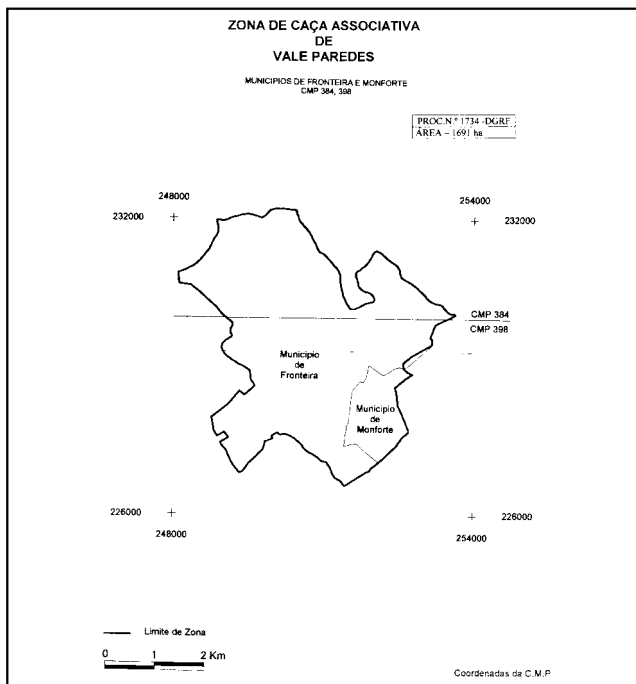 ZONA DE CAÇA ASSOCIATIVA
DE
VALE PAREDES
MUNICIPIOS DE FRONTEIRA E MONFORTE
CMP 384, 398
PROC.N.º 1734 -DGRF
ÁREA – 1691 ha
248000
254000
232000
232000
CMP 384
CMP 398
Municipio
de
Fronteira
Municipio
de
Monforte
226000
226000
248000
254000
Limite de Zona
0 1 2 Km
Coordenadas da C.M.P